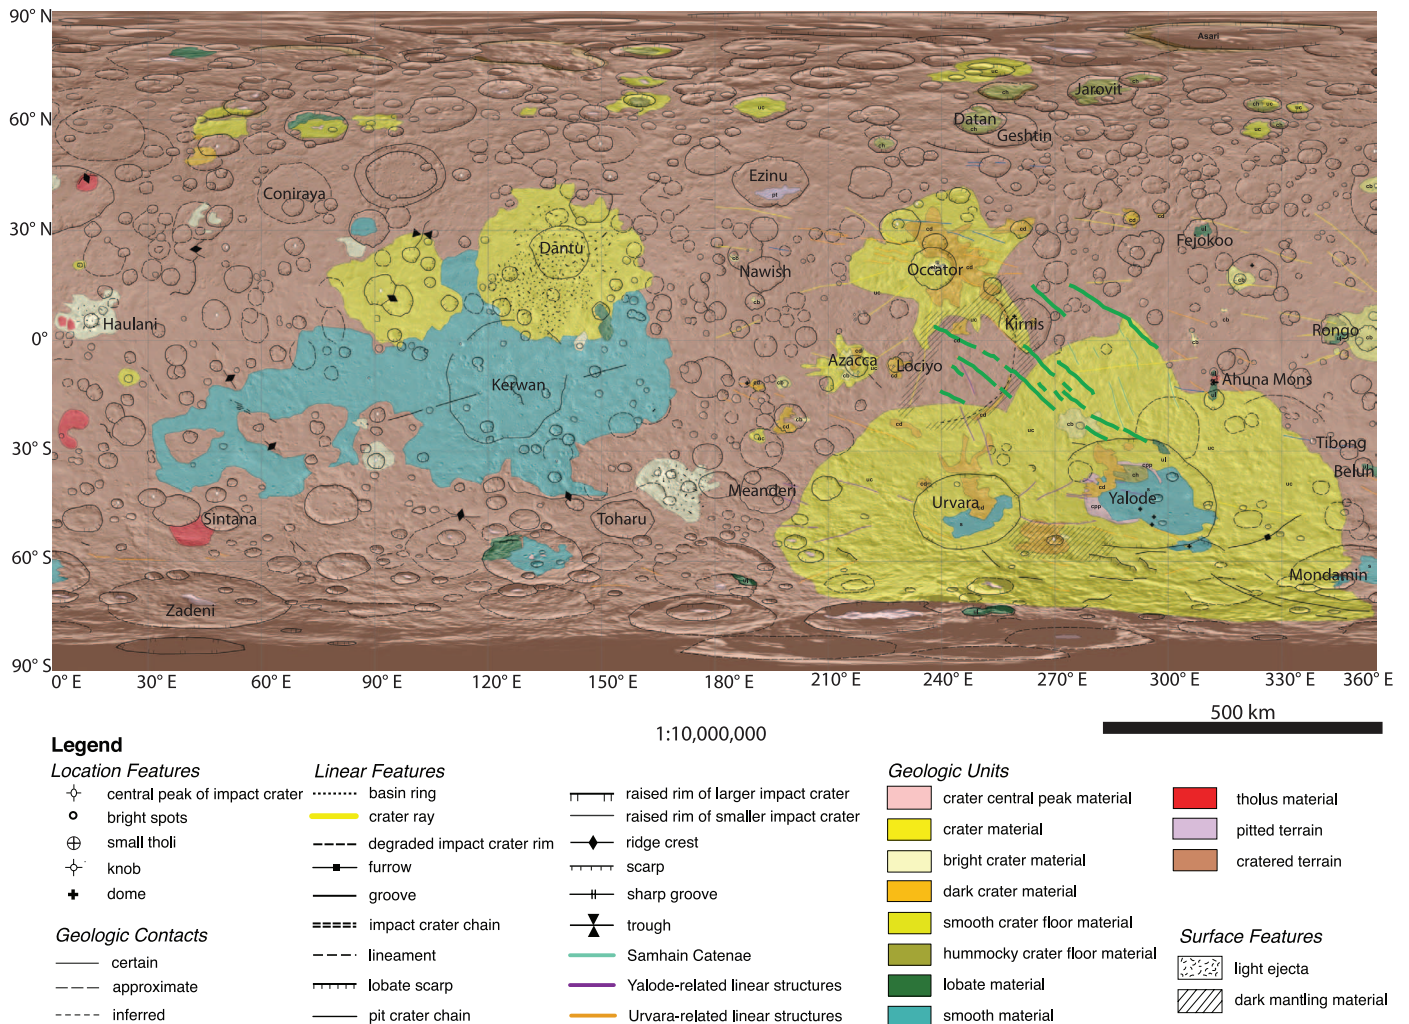 90° N
60° N
30° N
0°
30° S
60° S
90° S
Asari
Jarovit
Datan
Geshtin
Ezinu
Coniraya
Dantu
Fejokoo
Nawish
Occator
Haulani
Kirnis
Rongo
Azacca
Lociyo
Ahuna Mons
Kerwan
Tibong
Beluh
Meanderi
Urvara
Yalode
Sintana
Toharu
Mondamin
Zadeni
0° E 30° E 60° E 90° E 120° E 150° E 180° E 210° E 240° E 270° E 300° E 330° E 360° E
500 km
1:10,000,000
Legend
Location Features
central peak of impact crater
bright spots
small tholi
knob
dome
Geologic Contacts
certain
approximate
inferred
Linear Features
basin ring
crater ray
degraded impact crater rim
furrow
groove
impact crater chain
lineament
lobate scarp
pit crater chain
raised rim of larger impact crater
raised rim of smaller impact crater
ridge crest
scarp
sharp groove
trough
Samhain Catenae
Yalode-related linear structures
Urvara-related linear structures
Geologic Units
crater central peak material
crater material
bright crater material
dark crater material
smooth crater floor material
hummocky crater floor material
lobate material
smooth material
tholus material
pitted terrain
cratered terrain
Surface Features
light ejecta
dark mantling material